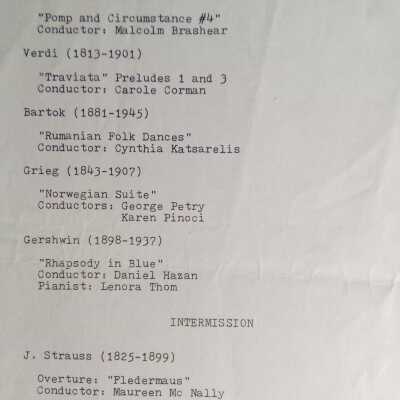 "Pomp and Circumstance #4"
Conductor: Malcolm Brashear
Verdi (1813-1901)
"Traviata" Preludes 1 and 3
Conductor: Carole Corman
Bartok (1881-1945)
"Rumanian Folk Dances"
Conductor: Cynthia Katsarelis
Grieg (1843-1907)
"Norwegian Suite"
Conductors: George Petry
Karen Pinoci
Gershwin (1898-1937)
"Rhapsody in Blue"
Conductor: Daniel Hazan
Pianist: Lenora Thom
INTERMISSION
J. Strauss (1825-1899)
Overture: "Fledermaus"
Conductor: Maureen Mc Nally